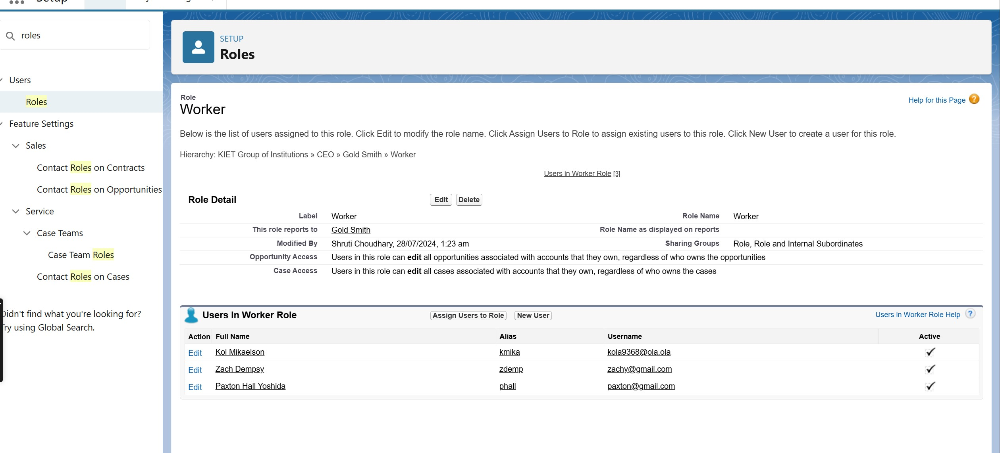 Setup
roles
Users
Roles
Feature Settings
Sales
Contact Roles on Contracts
Contact Roles on Opportunities
Service
Case Teams
Case Team Roles
Contact Roles on Cases
Didn't find what you're looking for?
Try using Global Search.
SETUP
Roles
Role
Worker
Help for this Page ?
Below is the list of users assigned to this role. Click Edit to modify the role name. Click Assign Users to Role to assign existing users to this role. Click New User to create a user for this role.
Hierarchy: KIET Group of Institutions » CEO » Gold Smith » Worker
Users in Worker Role [3]
Role Detail Edit Delete
Label Worker Role Name Worker
This role reports to Gold Smith Role Name as displayed on reports
Modified By Shruti Choudhary, 28/07/2024, 1:23 am Sharing Groups Role, Role and Internal Subordinates
Opportunity Access Users in this role can edit all opportunities associated with accounts that they own, regardless of who owns the opportunities
Case Access Users in this role can edit all cases associated with accounts that they own, regardless of who owns the cases
Users in Worker Role Assign Users to Role New User Users in Worker Role Help ?
Action Full Name Alias Username Active
Edit Kol Mikaelson kmika kola9368@ola.ola
Edit Zach Dempsy zdemp zachy@gmail.com
Edit Paxton Hall Yoshida phall paxton@gmail.com